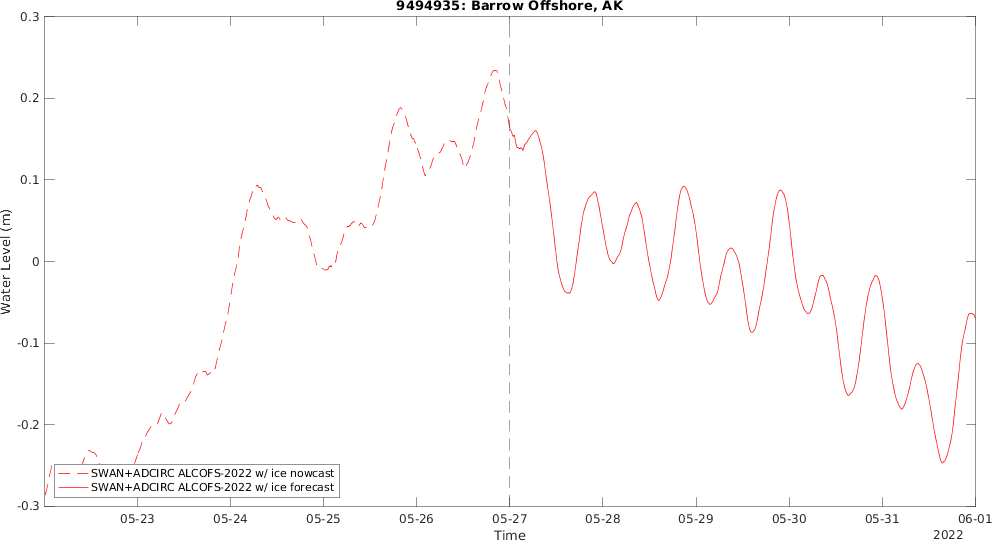 9494935: Barrow Offshore, AK
0.3
0.2
0.1
0
-0.1
-0.2
-0.3
Water Level (m)
SWAN+ADCIRC ALCOFS-2022 w/ ice nowcast
SWAN+ADCIRC ALCOFS-2022 w/ ice forecast
05-23 05-24 05-25 05-26 05-27 05-28 05-29 05-30 05-31 06-01
Time
2022